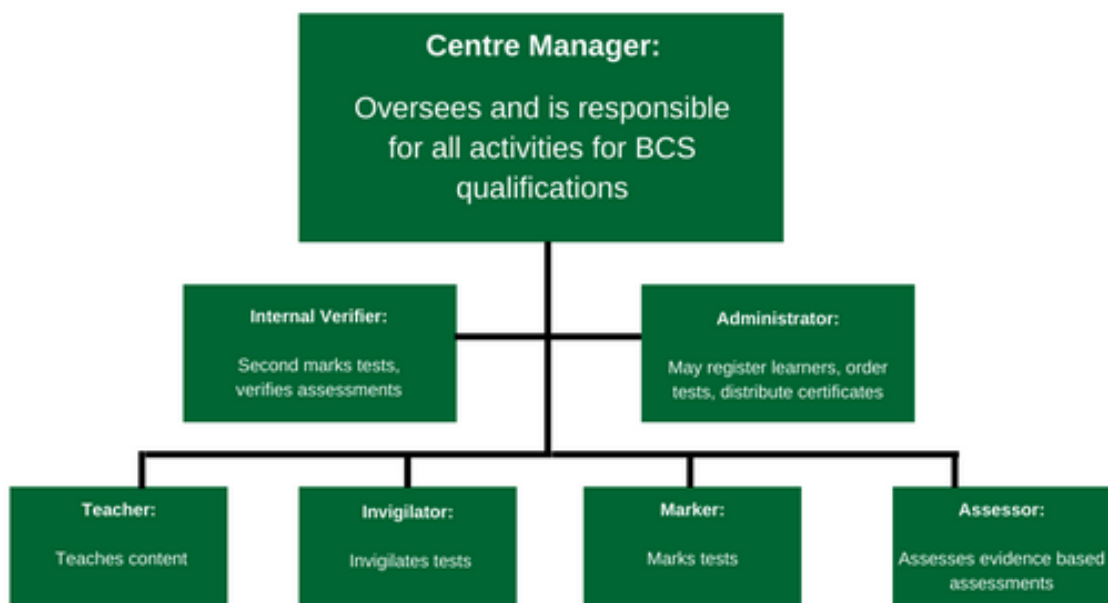 Centre Manager:
Oversees and is responsible
for all activities for BCS
qualifications
Internal Verifier:
Second marks tests,
verifies assessments
Administrator:
May register learners, order
tests, distribute certificates
Teacher:
Teaches content
Invigilator:
Invigilates tests
Marker:
Marks tests
Assessor:
Assesses evidence based
assessments